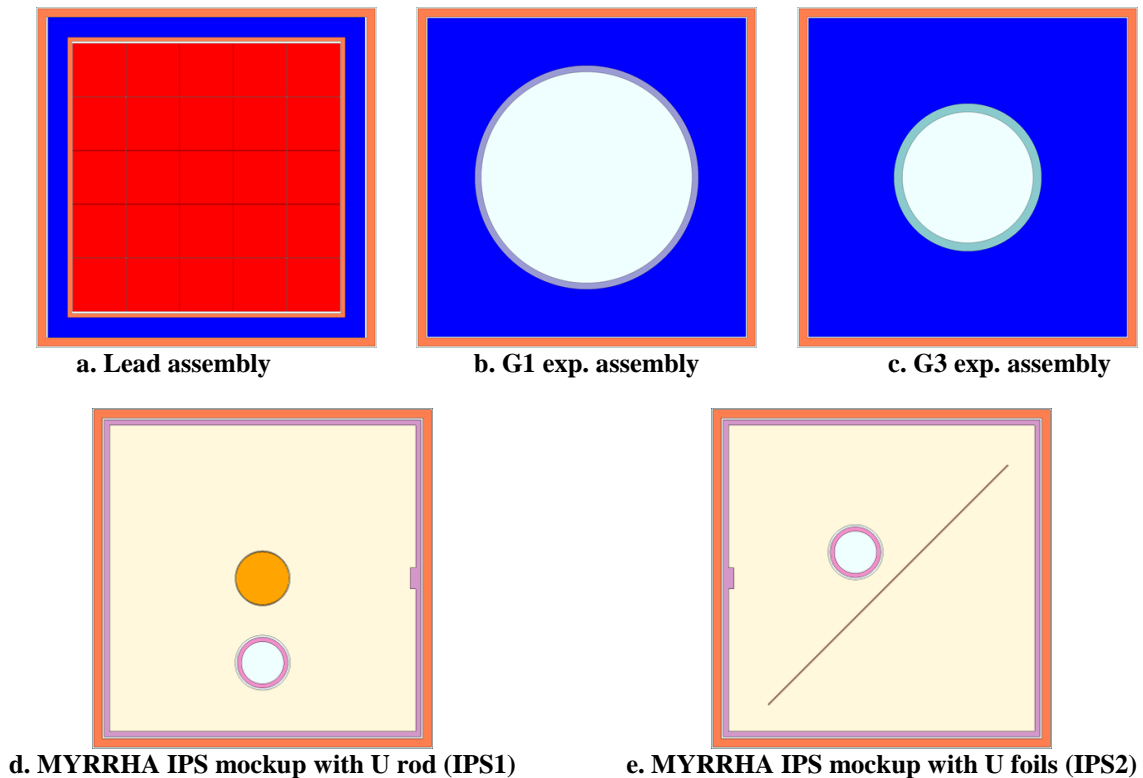 a. Lead assembly
b. G1 exp. assembly
c. G3 exp. assembly
d. MYRRHA IPS mockup with U rod (IPS1)
e. MYRRHA IPS mockup with U foils (IPS2)